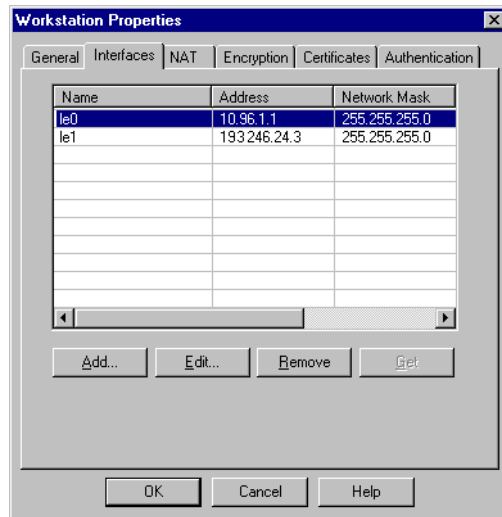 Workstation Properties
General Interfaces NAT Encryption Certificates Authentication
Name Address Network Mask
le0 10.96.1.1 255.255.255.0
le1 193.246.24.3 255.255.255.0
Add... Edit... Remove Get
OK Cancel Help